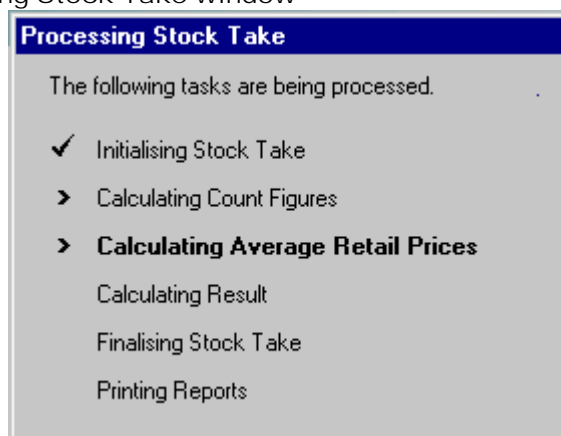 ng Stock Take window
Processing Stock Take
The following tasks are being processed.
✓ Initialising Stock Take
> Calculating Count Figures
> Calculating Average Retail Prices
Calculating Result
Finalising Stock Take
Printing Reports